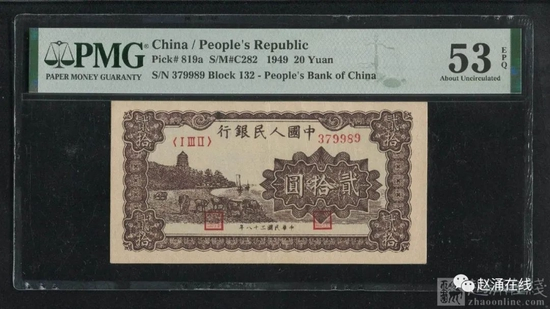 PMG
PAPER MONEY GUARANTY
China / People's Republic
Pick# 819a S/M#C282 1949 20 Yuan
S/N 379989 Block 132 - People's Bank of China
53 EPQ
About Uncirculated
中國人民銀行
〈I III II〉 379989
貳拾圓
中華民國三十八年
赵涌在线
zhaoonline.com